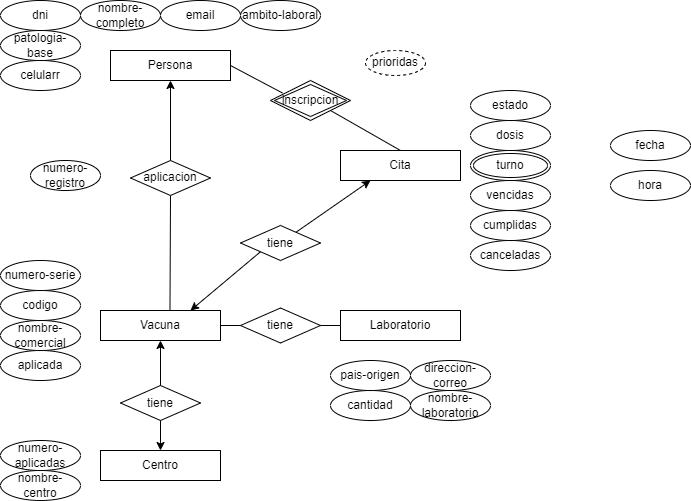 dni
nombre-
completo
email
ambito-laboral
patologia-
base
celularr
Persona
prioridas
inscripcion
estado
dosis
turno
vencidas
cumplidas
canceladas
fecha
hora
Cita
numero-
registro
aplicacion
tiene
numero-serie
codigo
nombre-
comercial
aplicada
Vacuna
tiene
Laboratorio
pais-origen
direccion-
correo
cantidad
nombre-
laboratorio
tiene
numero-
aplicadas
nombre-
centro
Centro